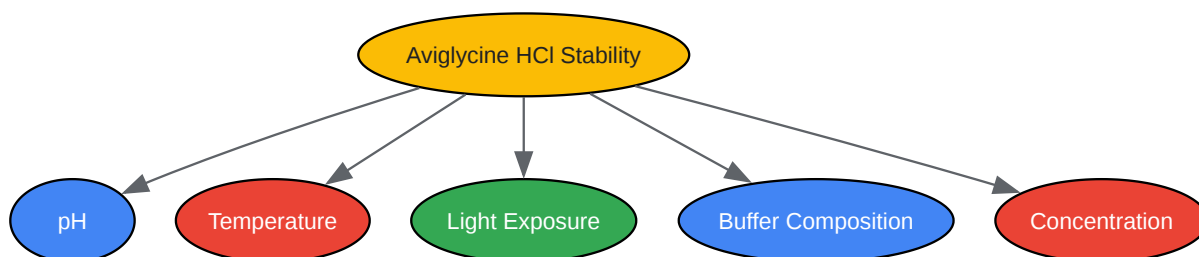 Aviglycine HCl Stability
pH
Temperature
Light Exposure
Buffer Composition
Concentration